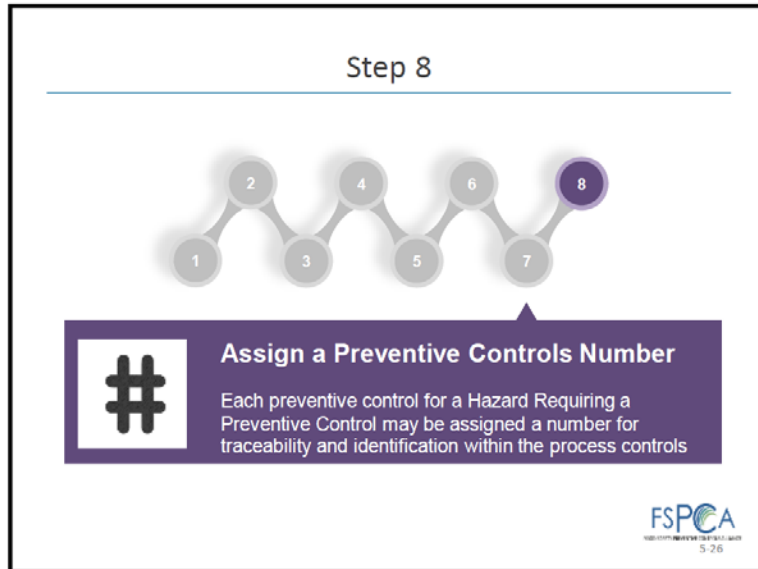 Step 8
2
4
6
8
1
3
5
7
#
Assign a Preventive Controls Number
Each preventive control for a Hazard Requiring a
Preventive Control may be assigned a number for
traceability and identification within the process controls
FSPCA
5-26